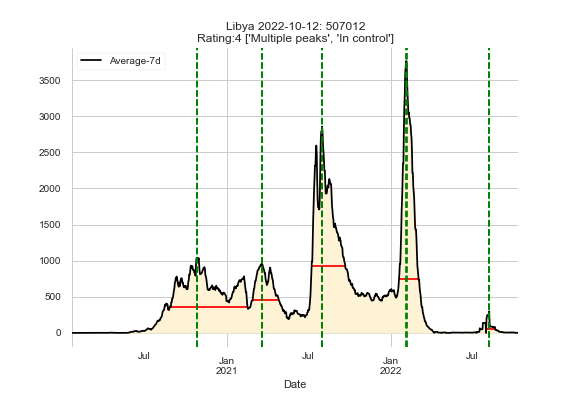 Libya 2022-10-12: 507012
Rating:4 ['Multiple peaks', 'In control']
Average-7d
3500
3000
2500
2000
1500
1000
500
0
Jul
Jan
2021
Jul
Jan
2022
Jul
Date